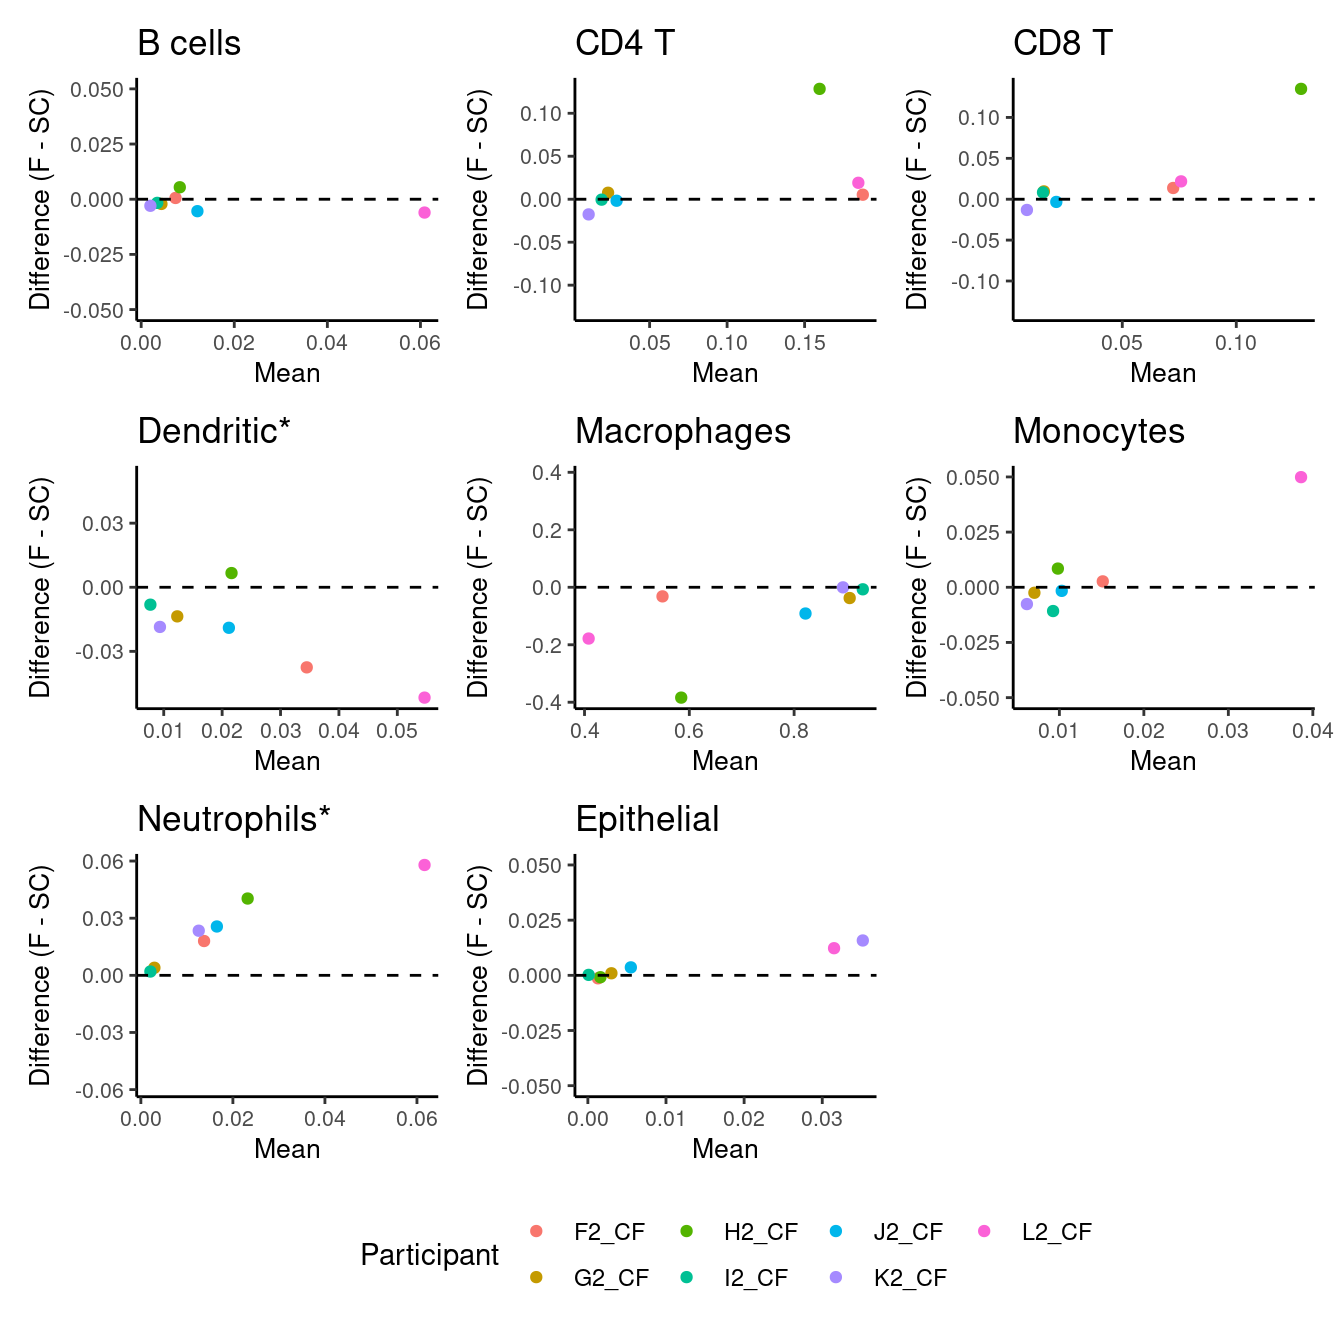 B cells
CD4 T
CD8 T
Difference (F - SC)
0.050
0.025
0.000
-0.025
-0.050
0.00 0.02 0.04 0.06
Mean
Difference (F - SC)
0.10
0.05
0.00
-0.05
-0.10
0.05 0.10 0.15
Mean
Difference (F - SC)
0.10
0.05
0.00
-0.05
-0.10
0.05 0.10
Mean
Dendritic*
Macrophages
Monocytes
Difference (F - SC)
0.03
0.00
-0.03
0.01 0.02 0.03 0.04 0.05
Mean
Difference (F - SC)
0.4
0.2
0.0
-0.2
-0.4
0.4 0.6 0.8
Mean
Difference (F - SC)
0.050
0.025
0.000
-0.025
-0.050
0.01 0.02 0.03 0.04
Mean
Neutrophils*
Epithelial
Difference (F - SC)
0.06
0.03
0.00
-0.03
-0.06
0.00 0.02 0.04 0.06
Mean
Difference (F - SC)
0.050
0.025
0.000
-0.025
-0.050
0.00 0.01 0.02 0.03
Mean
Participant
F2_CF H2_CF J2_CF L2_CF
G2_CF I2_CF K2_CF